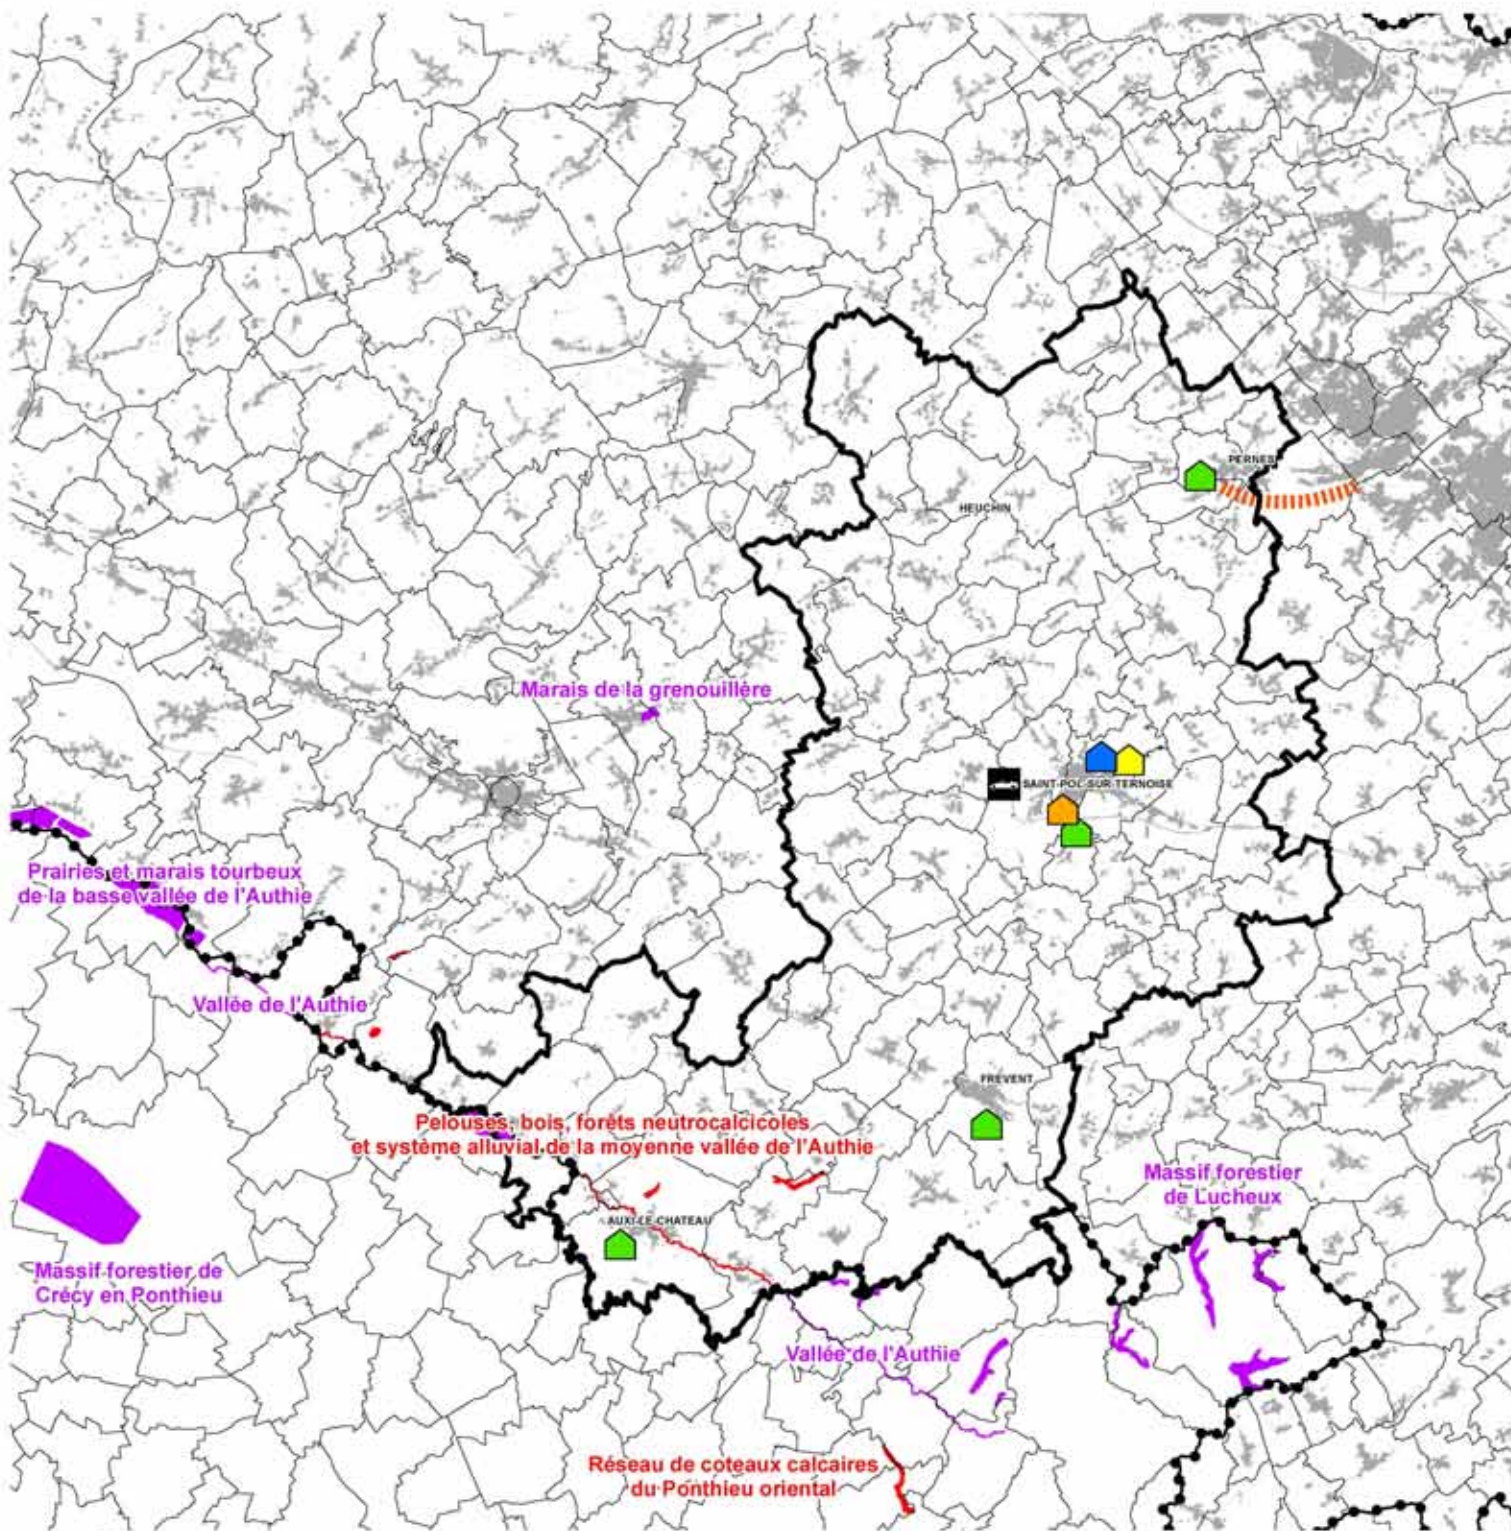 PERNES
HEUCHIN
Marais de la grenouillère
SAINT-POL-SUR-TERNOISE
Prairies et marais tourbeux
de la basse vallée de l'Authie
Vallée de l'Authie
FREVENT
Pelouses, bois, forêts neutrocalcicoles
et système alluvial de la moyenne vallée de l'Authie
Massif forestier
de Lucheux
AUXI-LE-CHATEAU
Massif forestier de
Crécy en Ponthieu
Vallée de l'Authie
Réseau de coteaux calcaires
du Ponthieu oriental